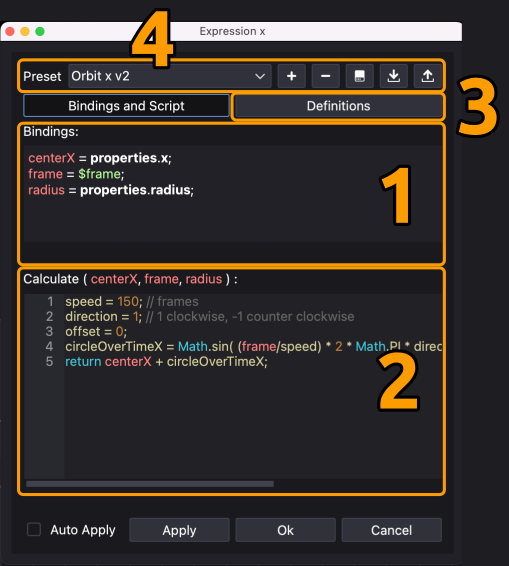 Expression x
4
Preset Orbit x v2
Bindings and Script Definitions
3
Bindings:
centerX = properties.x;
frame = $frame;
radius = properties.radius;
1
Calculate ( centerX, frame, radius ) :
1 speed = 150; // frames
2 direction = 1; // 1 clockwise, -1 counter clockwise
3 offset = 0;
4 circleOverTimeX = Math.sin( (frame/speed) * 2 * Math.PI * direc
5 return centerX + circleOverTimeX;
2
Auto Apply Apply Ok Cancel